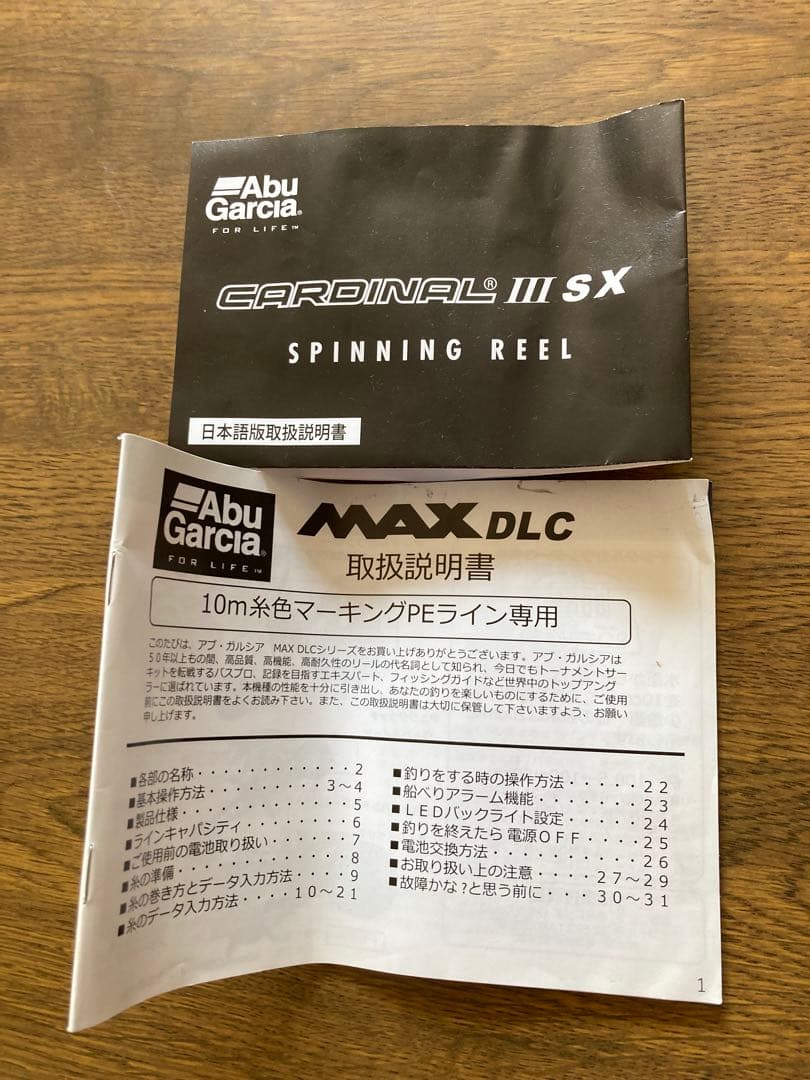 Abu
Garcia®
FOR LIFE™
CARDINAL® III SX
SPINNING REEL
日本語版取扱説明書
Abu
Garcia®
FOR LIFE™
MAX DLC
取扱説明書
10m糸色マーキングPEライン専用
このたびは、アブ・ガルシア MAX DLCシリーズをお買い上げありがとうございます。アブ・ガルシアは
50年以上もの間、高品質、高機能、高耐久性のリールの代名詞として知られ、今日でもトーナメントサー
キットを転戦するバスプロ、記録を目指すエキスパート、フィッシングガイドなど世界中のトップアング
ラーに選ばれています。本機種の性能を十分に引き出し、あなたの釣りを楽しいものにするために、ご使用
前にこの取扱説明書をよくお読み下さい。また、この取扱説明書は大切に保管して下さいますよう、お願い
申し上げます。
■各部の名称・・・・・・・・・・2
■基本操作方法・・・・・・・・3～4
■製品仕様・・・・・・・・・・・5
■ラインキャパシティ・・・・・・・6
■ご使用前の電池取り扱い・・・・・7
■糸の準備・・・・・・・・・・・8
■糸の巻き方とデータ入力方法・・・・9
■糸のデータ入力方法・・・・10～21
■釣りをする時の操作方法・・・・・22
■船べりアラーム機能・・・・・・・23
■LEDバックライト設定・・・・・・24
■釣りを終えたら 電源OFF・・・・25
■電池交換方法・・・・・・・・・26
■お取り扱い上の注意・・・・27～29
■故障かな?と思う前に・・・30～31
1